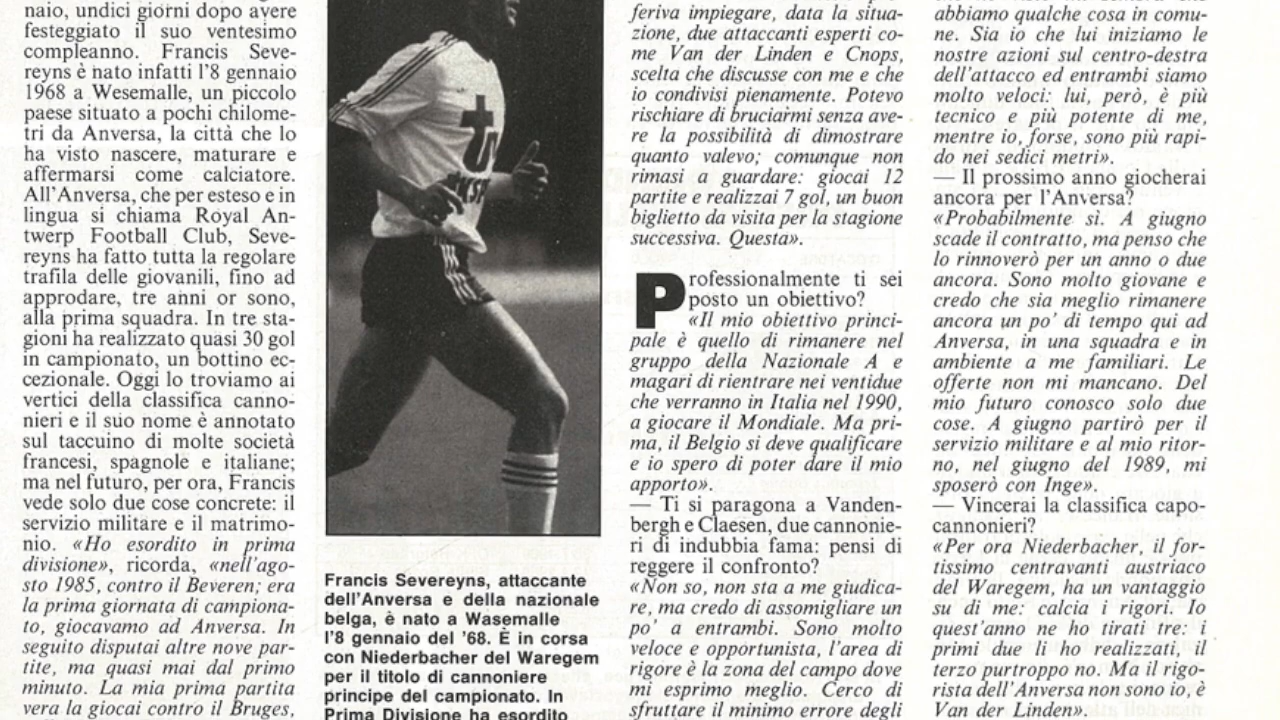 naio, undici giorni dopo avere
festeggiato il suo ventesimo
compleanno. Francis Seve-
reyns è nato infatti l'8 gennaio
1968 a Wesemalle, un piccolo
paese situato a pochi chilome-
tri da Anversa, la città che lo
ha visto nascere, maturare e
affermarsi come calciatore.
All'Anversa, che per esteso e in
lingua si chiama Royal An-
twerp Football Club, Seve-
reyns ha fatto tutta la regolare
trafila delle giovanili, fino ad
approdare, tre anni or sono,
alla prima squadra. In tre sta-
gioni ha realizzato quasi 30 gol
in campionato, un bottino ec-
cezionale. Oggi lo troviamo ai
vertici della classifica canno-
nieri e il suo nome è annotato
sul taccuino di molte società
francesi, spagnole e italiane;
ma nel futuro, per ora, Francis
vede solo due cose concrete: il
servizio militare e il matrimo-
nio. «Ho esordito in prima
divisione», ricorda, «nell'ago-
sto 1985, contro il Beveren; era
la prima giornata di campiona-
to, giocavamo ad Anversa. In
seguito disputai altre nove par-
tite, ma quasi mai dal primo
minuto. La mia prima partita
vera la giocai contro il Bruges,
Francis Severeyns, attaccante
dell'Anversa e della nazionale
belga, è nato a Wasemalle
l'8 gennaio del '68. È in corsa
con Niederbacher del Waregem
per il titolo di cannoniere
principe del campionato. In
Prima Divisione ha esordito
feriva impiegare, data la situa-
zione, due attaccanti esperti co-
me Van der Linden e Cnops,
scelta che discusse con me e che
io condivisi pienamente. Potevo
rischiare di bruciarmi senza ave-
re la possibilità di dimostrare
quanto valevo; comunque non
rimasi a guardare: giocai 12
partite e realizzai 7 gol, un buon
biglietto da visita per la stagione
successiva. Questa».
Professionalmente ti sei
posto un obiettivo?
«Il mio obiettivo princi-
pale è quello di rimanere nel
gruppo della Nazionale A e
magari di rientrare nei ventidue
che verranno in Italia nel 1990,
a giocare il Mondiale. Ma pri-
ma, il Belgio si deve qualificare
e io spero di poter dare il mio
apporto».
— Ti si paragona a Vanden-
bergh e Claesen, due cannonie-
ri di indubbia fama: pensi di
reggere il confronto?
«Non so, non sta a me giudica-
re, ma credo di assomigliare un
po' a entrambi. Sono molto
veloce e opportunista, l'area di
rigore è la zona del campo dove
mi esprimo meglio. Cerco di
sfruttare il minimo errore degli
abbiamo qualche cosa in comu-
ne. Sia io che lui iniziamo le
nostre azioni sul centro-destra
dell'attacco ed entrambi siamo
molto veloci: lui, però, è più
tecnico e più potente di me,
mentre io, forse, sono più rapi-
do nei sedici metri».
— Il prossimo anno giocherai
ancora per l'Anversa?
«Probabilmente sì. A giugno
scade il contratto, ma penso che
lo rinnoverò per un anno o due
ancora. Sono molto giovane e
credo che sia meglio rimanere
ancora un po' di tempo qui ad
Anversa, in una squadra e in
ambiente a me familiari. Le
offerte non mi mancano. Del
mio futuro conosco solo due
cose. A giugno partirò per il
servizio militare e al mio ritor-
no, nel giugno del 1989, mi
sposerò con Inge».
— Vincerai la classifica capo-
cannonieri?
«Per ora Niederbacher, il for-
tissimo centravanti austriaco
del Waregem, ha un vantaggio
su di me: calcia i rigori. Io
quest'anno ne ho tirati tre: i
primi due li ho realizzati, il
terzo purtroppo no. Ma il rigo-
rista dell'Anversa non sono io, è
Van der Linden».